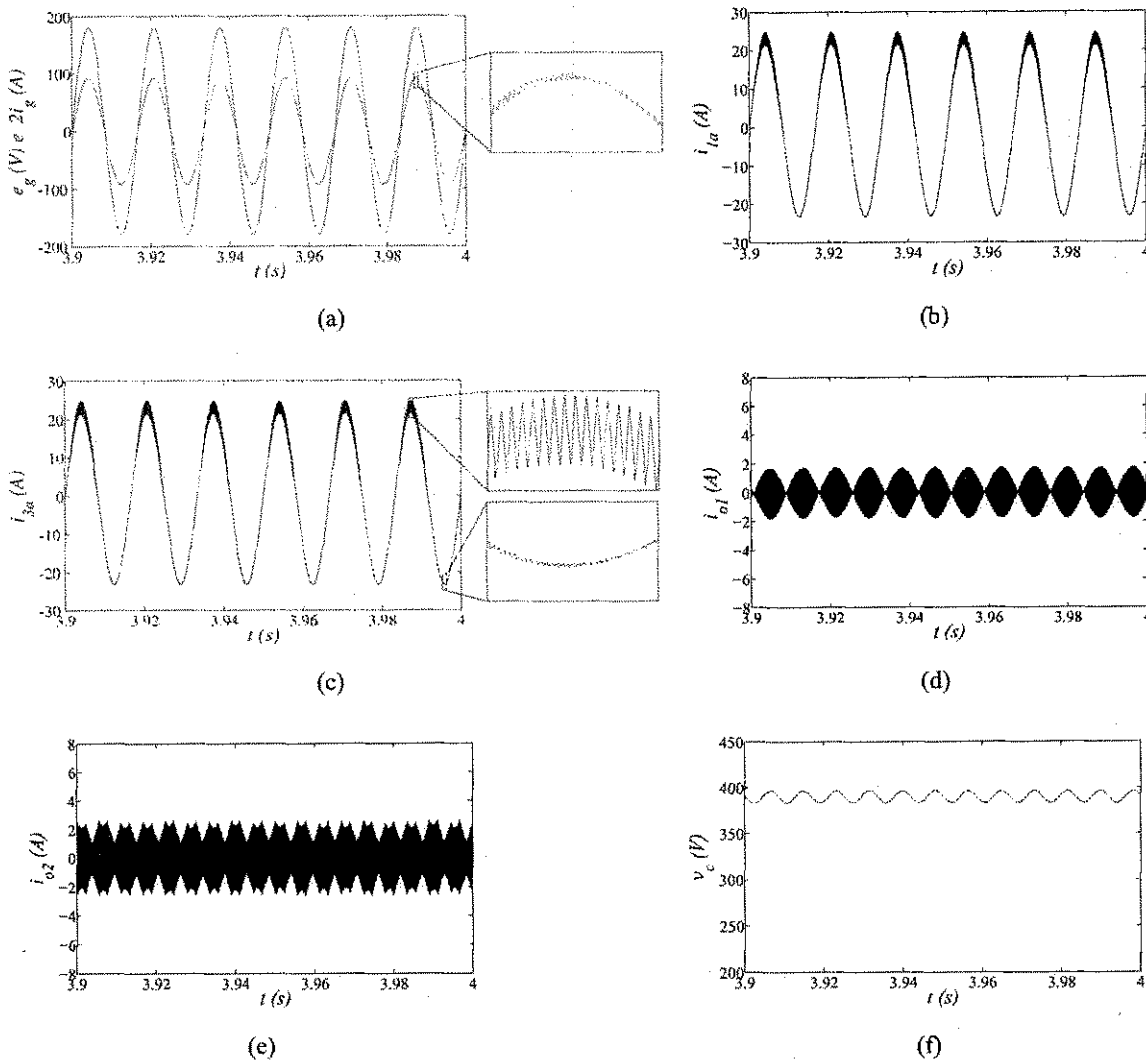 200
100
0
-100
-200
e_g (V) e 2i_g (A)
3.9 3.92 3.94 3.96 3.98 4
t (s)
(a)
30
20
10
0
−10
−20
−30
i_1a (A)
3.9 3.92 3.94 3.96 3.98 4
t (s)
(b)
30
20
10
0
−10
−20
−30
i_3a (A)
3.9 3.92 3.94 3.96 3.98 4
t (s)
(c)
8
6
4
2
0
−2
−4
−6
−8
i_o1 (A)
3.9 3.92 3.94 3.96 3.98 4
t (s)
(d)
8
6
4
2
0
−2
−4
−6
−8
i_o2 (A)
3.9 3.92 3.94 3.96 3.98 4
t (s)
(e)
450
400
350
300
250
200
v_c (V)
3.9 3.92 3.94 3.96 3.98 4
t (s)
(f)